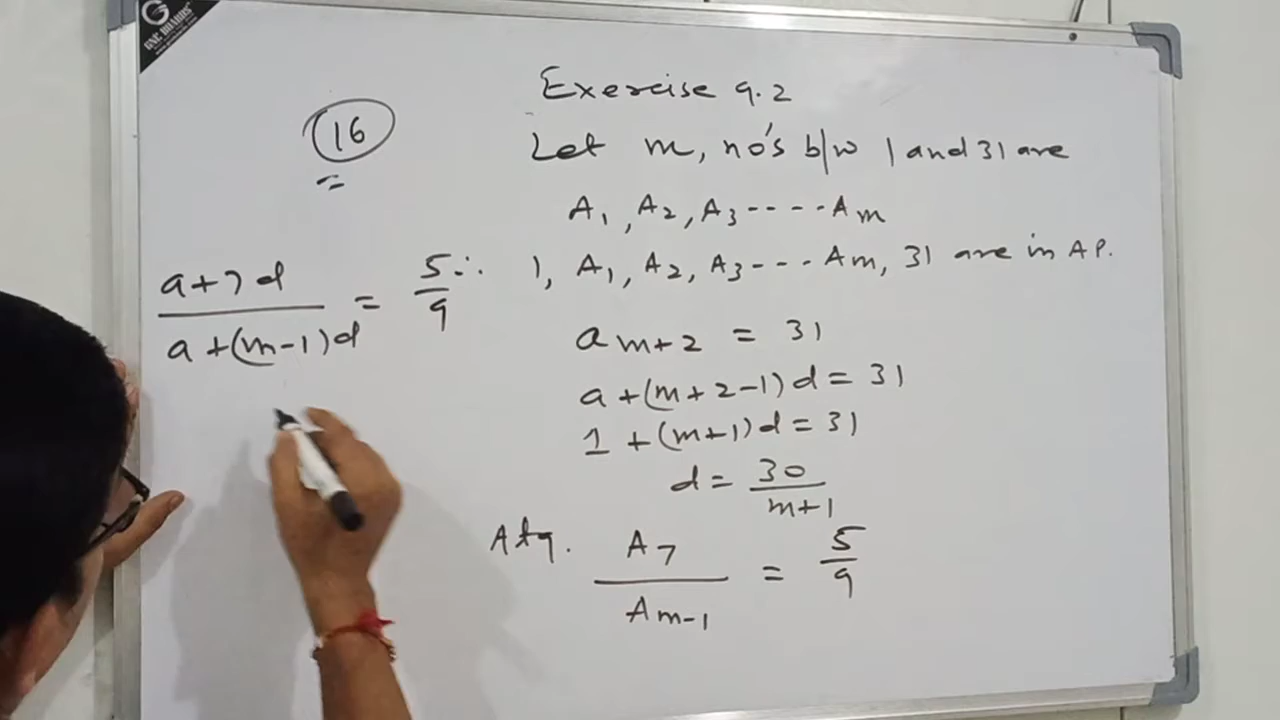 GNE BOARDS
Exercise 9.2
16
Let m, no's b/w 1 and 31 are
A1, A2, A3 ---- Am
∴ 1, A1, A2, A3 --- Am, 31 are in AP.
am+2 = 31
a+(m+2-1)d = 31
1+(m+1)d = 31
d = 30/m+1
Atq. A7/Am-1 = 5/9
a+7d/a+(m-1)d = 5/9